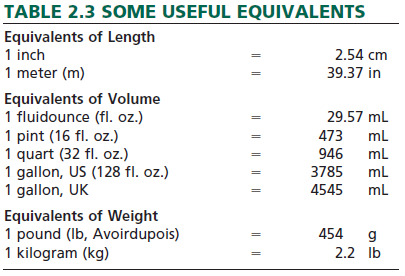 TABLE 2.3 SOME USEFUL EQUIVALENTS
Equivalents of Length
1 inch = 2.54 cm
1 meter (m) = 39.37 in
Equivalents of Volume
1 fluidounce (fl. oz.) = 29.57 mL
1 pint (16 fl. oz.) = 473 mL
1 quart (32 fl. oz.) = 946 mL
1 gallon, US (128 fl. oz.) = 3785 mL
1 gallon, UK = 4545 mL
Equivalents of Weight
1 pound (lb, Avoirdupois) = 454 g
1 kilogram (kg) = 2.2 lb